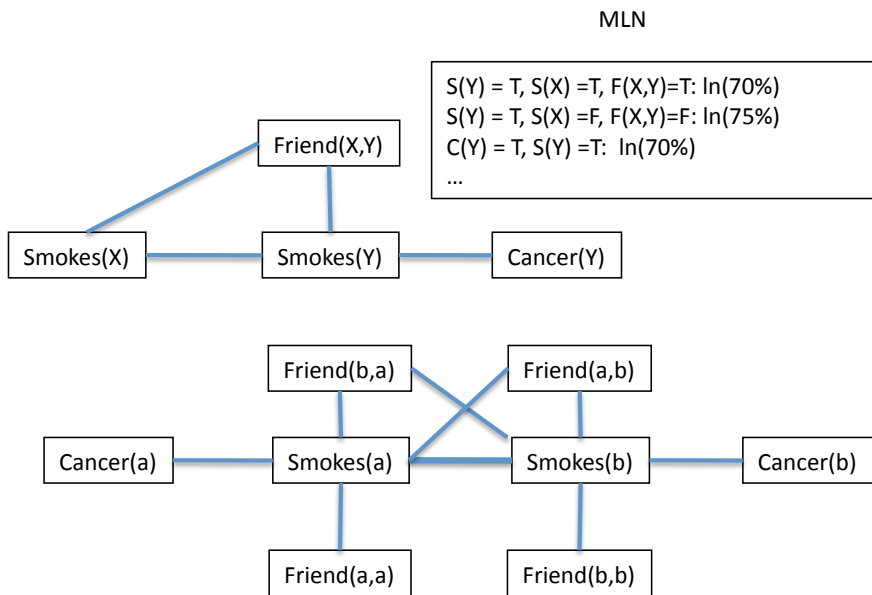 MLN
S(Y) = T, S(X) =T, F(X,Y)=T: ln(70%)
S(Y) = T, S(X) =F, F(X,Y)=F: ln(75%)
C(Y) = T, S(Y) =T:  ln(70%)
...
Friend(X,Y)
Smokes(X)
Smokes(Y)
Cancer(Y)
Friend(b,a)
Friend(a,b)
Cancer(a)
Smokes(a)
Smokes(b)
Cancer(b)
Friend(a,a)
Friend(b,b)